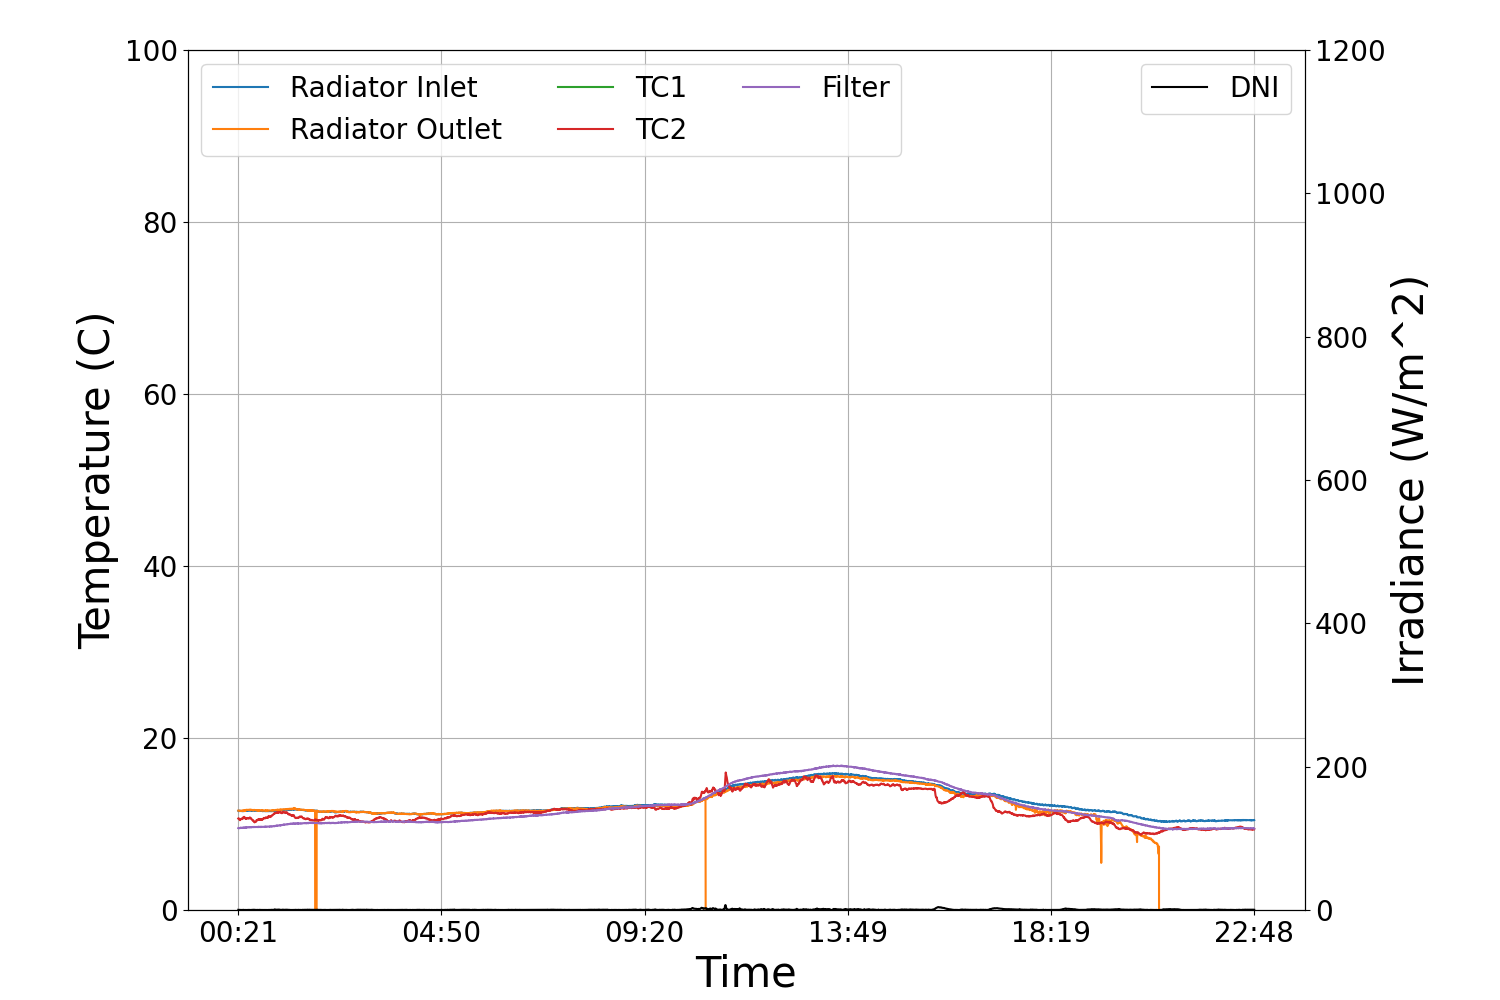 100
80
60
40
20
0
Temperature (C)
Radiator Inlet
Radiator Outlet
TC1
TC2
Filter
DNI
1200
1000
800
600
400
200
0
Irradiance (W/m^2)
00:21 04:50 09:20 13:49 18:19 22:48
Time